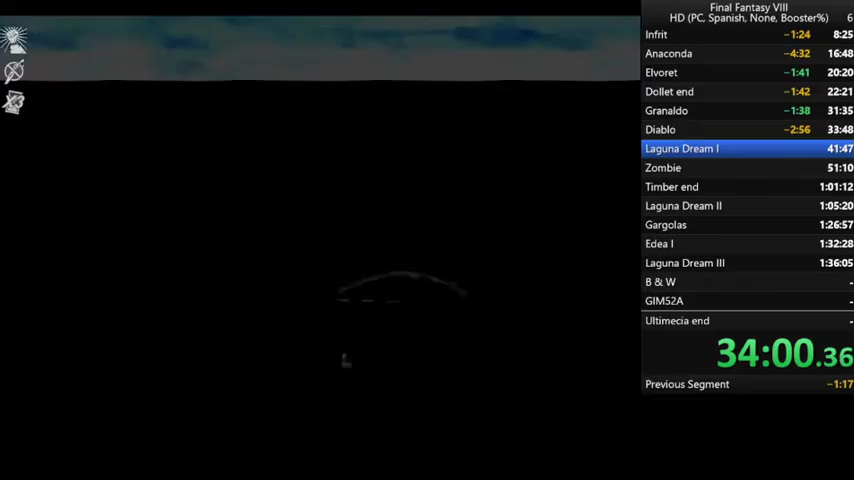 Final Fantasy VIII
HD (PC, Spanish, None, Booster%) 6
Infrit −1:24 8:25
Anaconda −4:32 16:48
Elvoret −1:41 20:20
Dollet end −1:42 22:21
Granaldo −1:38 31:35
Diablo −2:56 33:48
Laguna Dream I 41:47
Zombie 51:10
Timber end 1:01:12
Laguna Dream II 1:05:20
Gargolas 1:26:57
Edea I 1:32:28
Laguna Dream III 1:36:05
B & W -
GIM52A -
Ultimecia end -
34:00.36
Previous Segment −1:17
X3